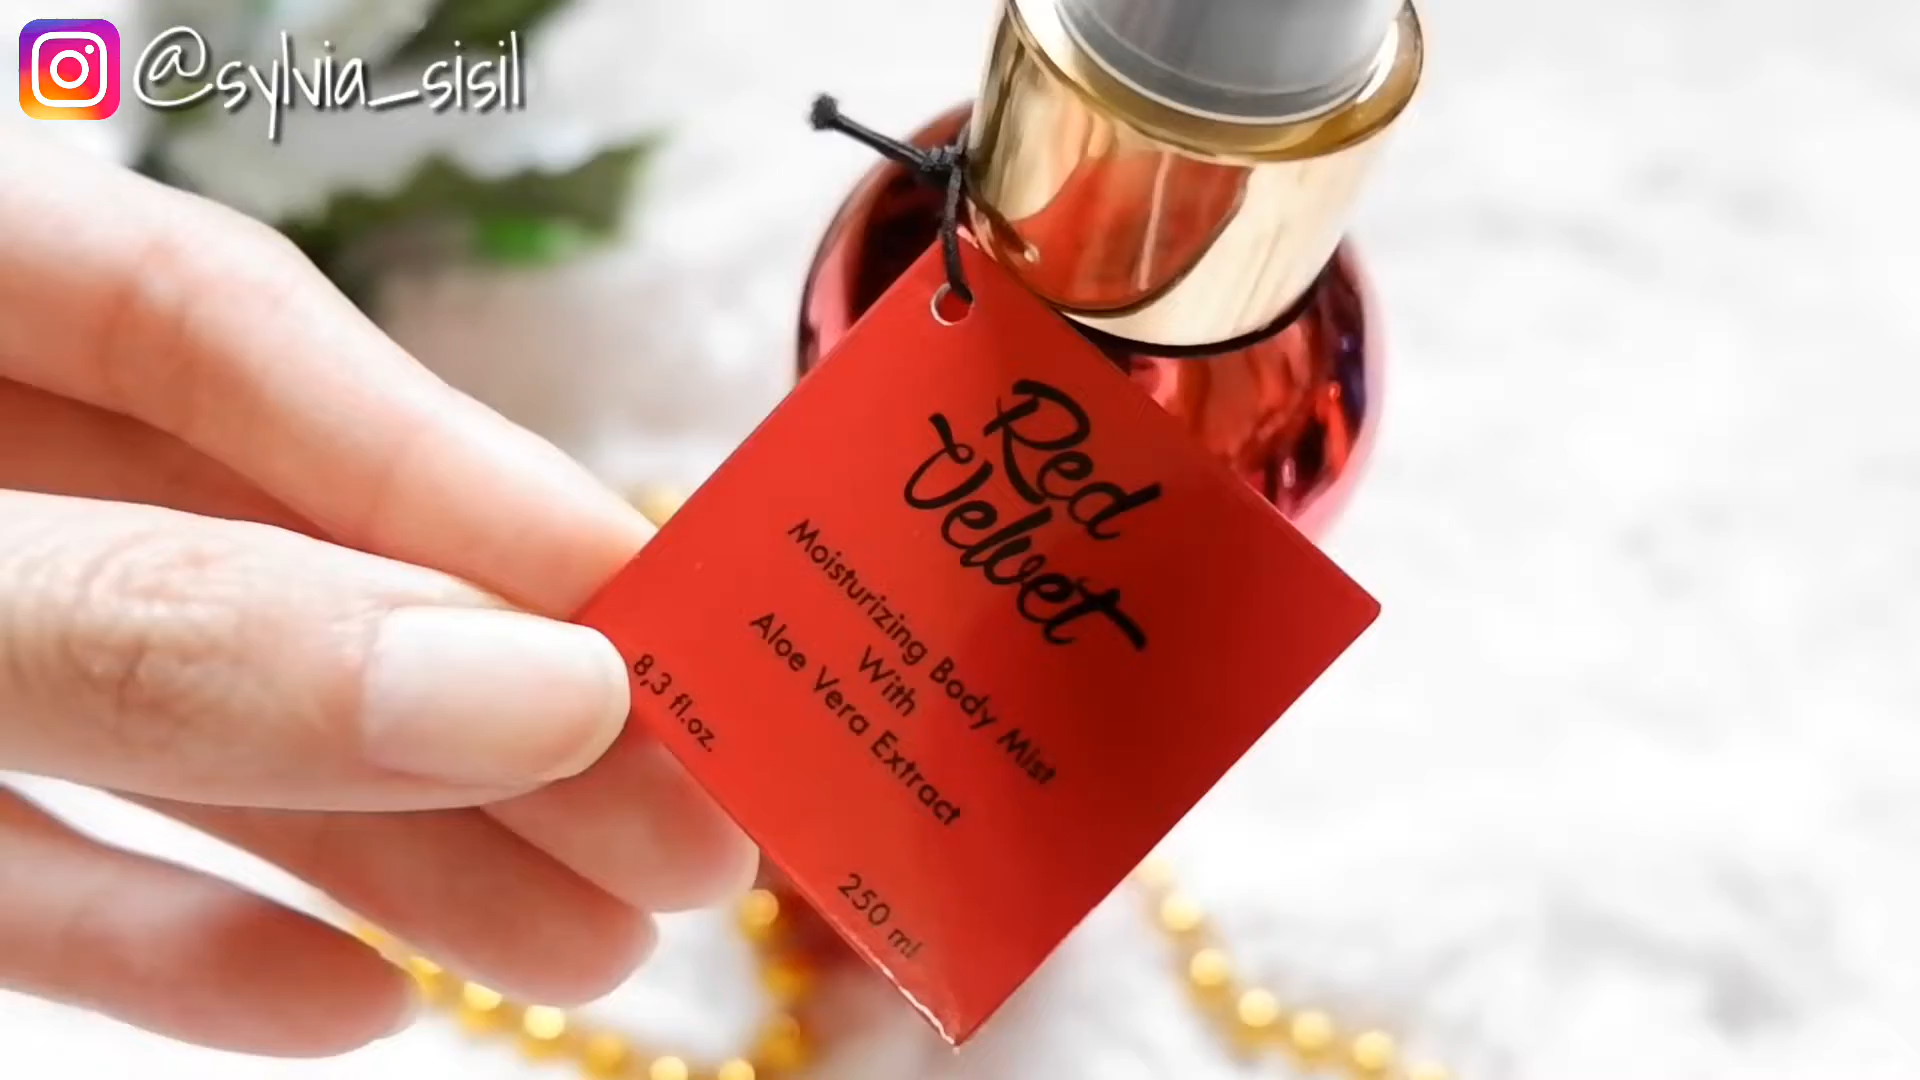 @sylvia_sisil
Red
Velvet
Moisturizing Body Mist
With
Aloe Vera Extract
8,3 fl.oz.
250 ml